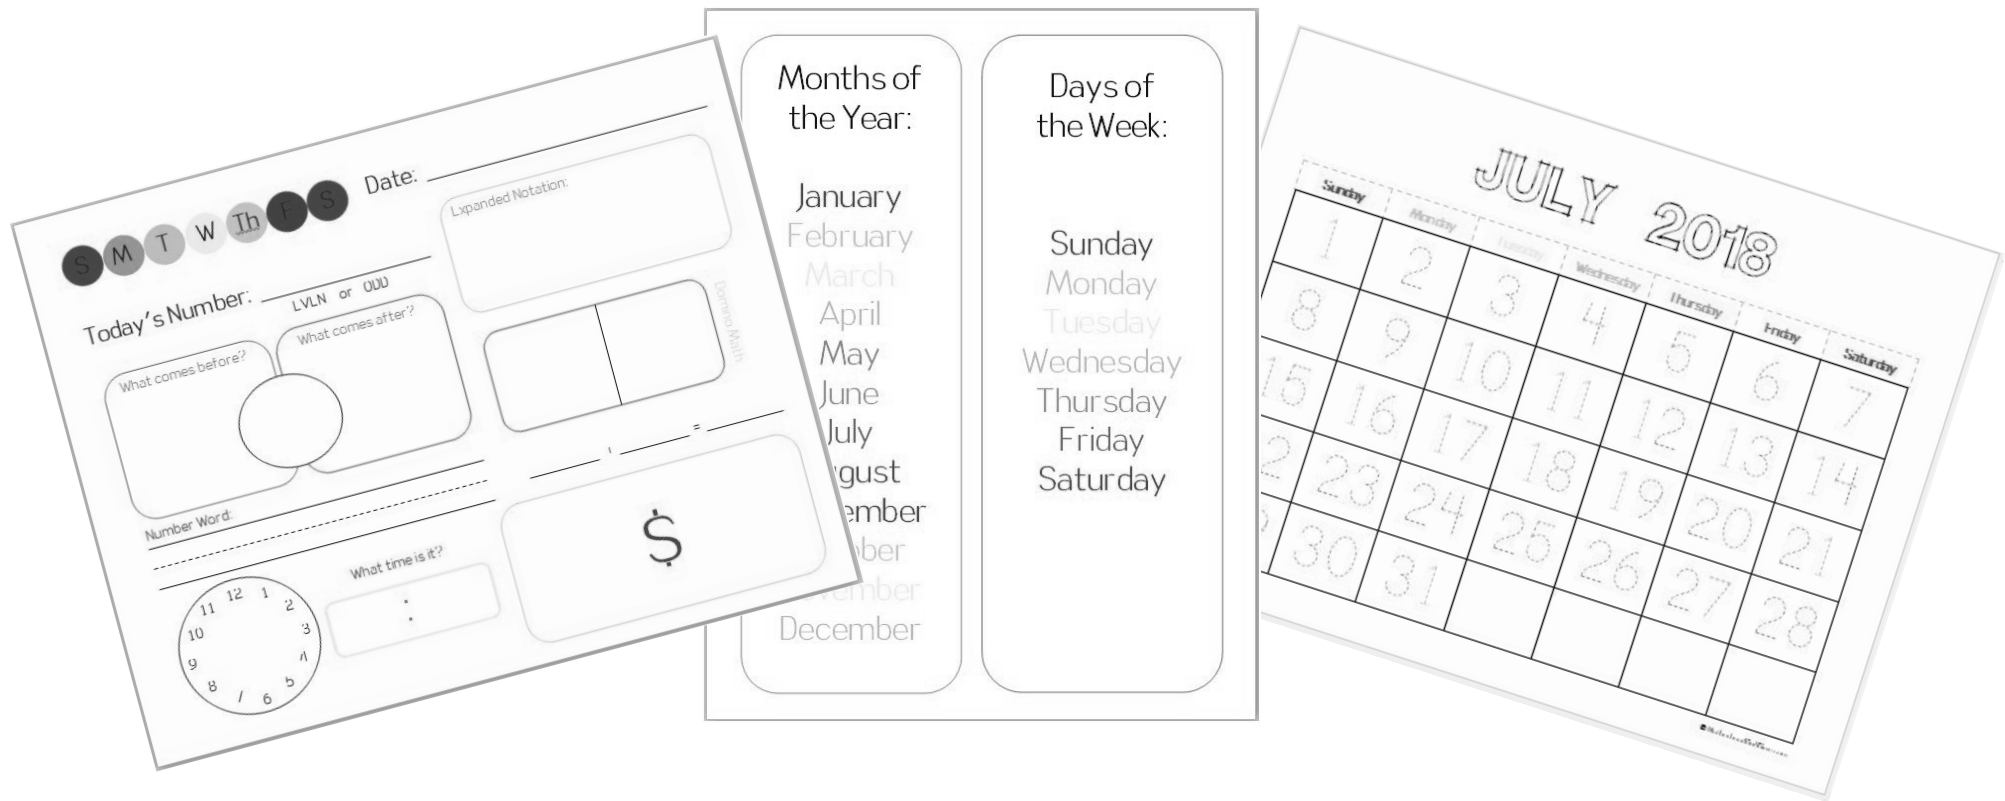 S M T W Th F S Date:
Expanded Notation:
Today's Number:
EVEN or ODD
What comes before?
What comes after?
Domino Math
+ =
Number Word:
$
What time is it?
:
12 1 2 3 4 5 6 7 8 9 10 11
Months of
the Year:
January
February
March
April
May
June
July
gust
ember
ober
vember
December
Days of
the Week:
Sunday
Monday
Tuesday
Wednesday
Thursday
Friday
Saturday
JULY 2018
Sunday Monday Tuesday Wednesday Thursday Friday Saturday
1 2 3 4 5 6 7
8 9 10 11 12 13 14
15 16 17 18 19 20 21
2 23 24 25 26 27 28
30 31